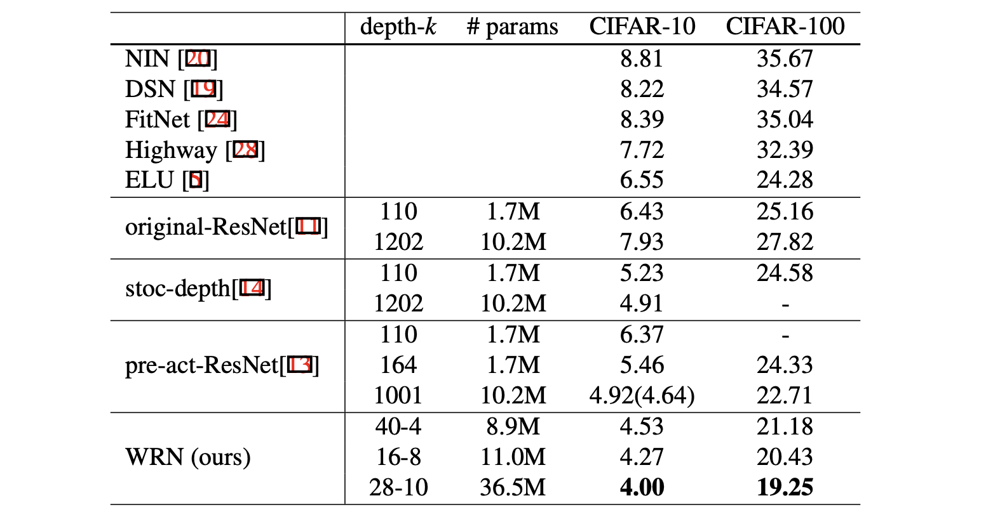 depth-k # params CIFAR-10 CIFAR-100
NIN [20] 8.81 35.67
DSN [19] 8.22 34.57
FitNet [24] 8.39 35.04
Highway [28] 7.72 32.39
ELU [5] 6.55 24.28
original-ResNet[11] 110 1.7M 6.43 25.16
1202 10.2M 7.93 27.82
stoc-depth[14] 110 1.7M 5.23 24.58
1202 10.2M 4.91 -
pre-act-ResNet[13] 110 1.7M 6.37 -
164 1.7M 5.46 24.33
1001 10.2M 4.92(4.64) 22.71
WRN (ours) 40-4 8.9M 4.53 21.18
16-8 11.0M 4.27 20.43
28-10 36.5M 4.00 19.25